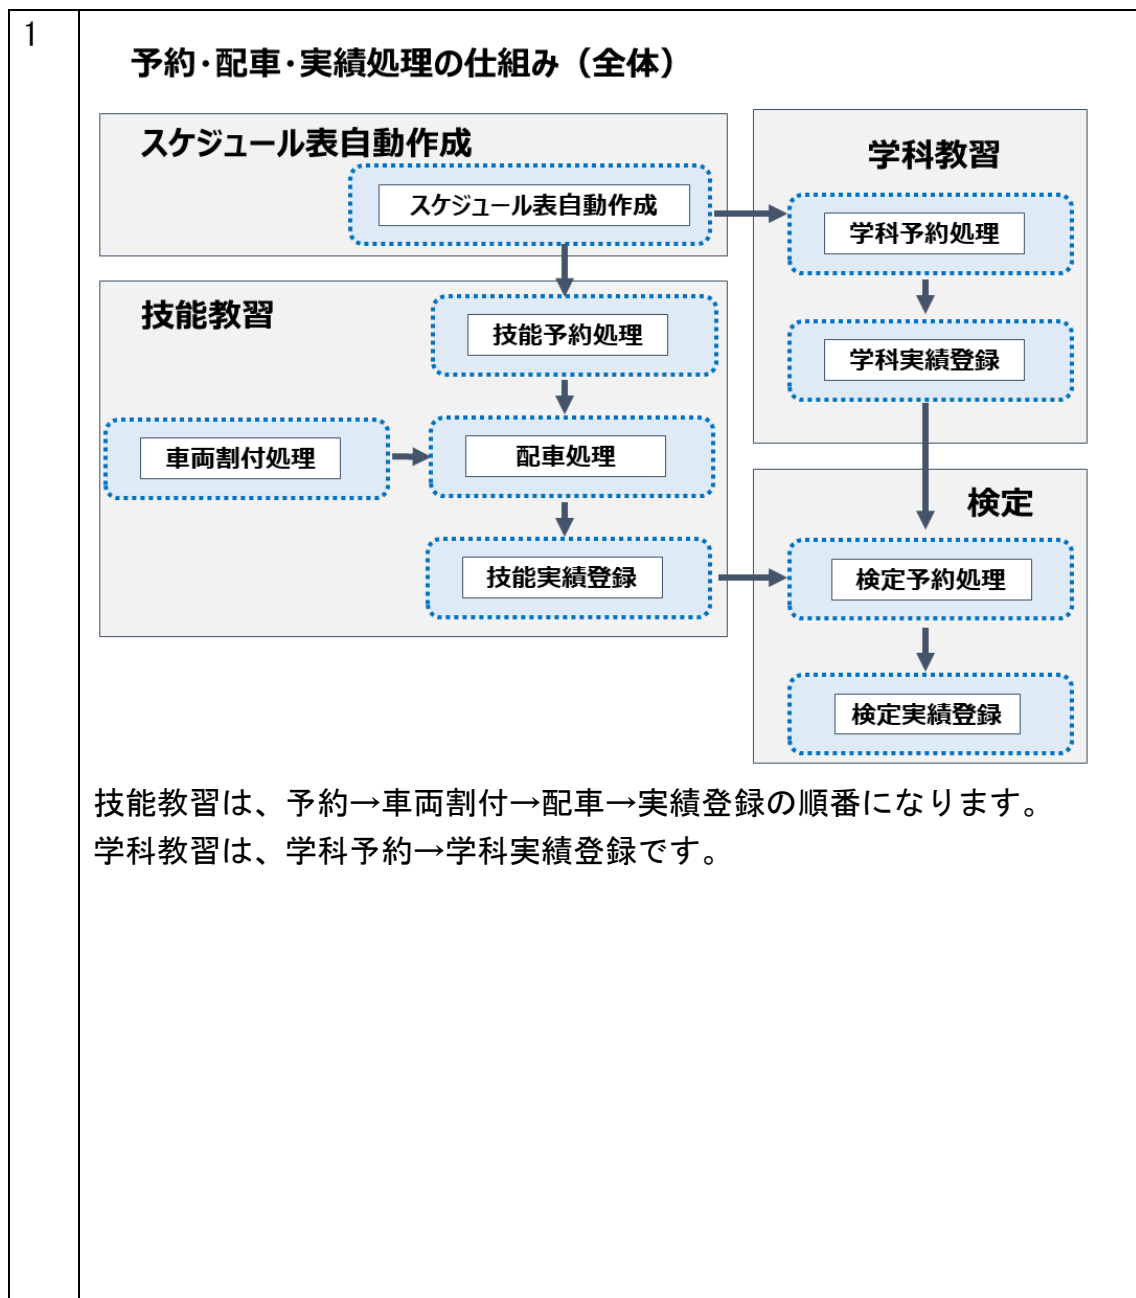 1
予約・配車・実績処理の仕組み（全体）
スケジュール表自動作成
スケジュール表自動作成
学科教習
学科予約処理
学科実績登録
技能教習
技能予約処理
車両割付処理
配車処理
技能実績登録
検定
検定予約処理
検定実績登録
技能教習は、予約→車両割付→配車→実績登録の順番になります。
学科教習は、学科予約→学科実績登録です。